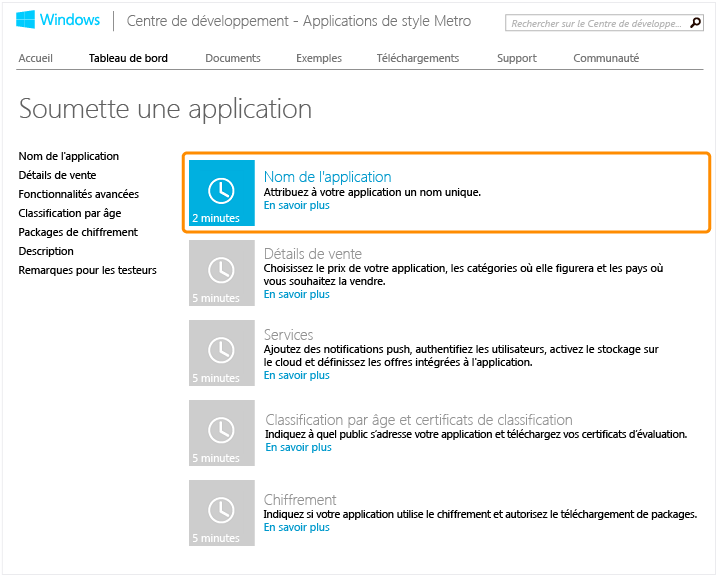 Windows
Centre de développement - Applications de style Metro
Rechercher sur le Centre de développe...
Accueil
Tableau de bord
Documents
Exemples
Téléchargements
Support
Communauté
Soumette une application
Nom de l'application
Détails de vente
Fonctionnalités avancées
Classification par âge
Packages de chiffrement
Description
Remarques pour les testeurs
2 minutes
Nom de l'application
Attribuez à votre application un nom unique.
En savoir plus
5 minutes
Détails de vente
Choisissez le prix de votre application, les catégories où elle figurera et les pays où
vous souhaitez la vendre.
En savoir plus
5 minutes
Services
Ajoutez des notifications push, authentifiez les utilisateurs, activez le stockage sur
le cloud et définissez les offres intégrées à l'application.
En savoir plus
5 minutes
Classification par âge et certificats de classification
Indiquez à quel public s'adresse votre application et téléchargez vos certificats d'évaluation.
En savoir plus
5 minutes
Chiffrement
Indiquez si votre application utilise le chiffrement et autorisez le téléchargement de packages.
En savoir plus